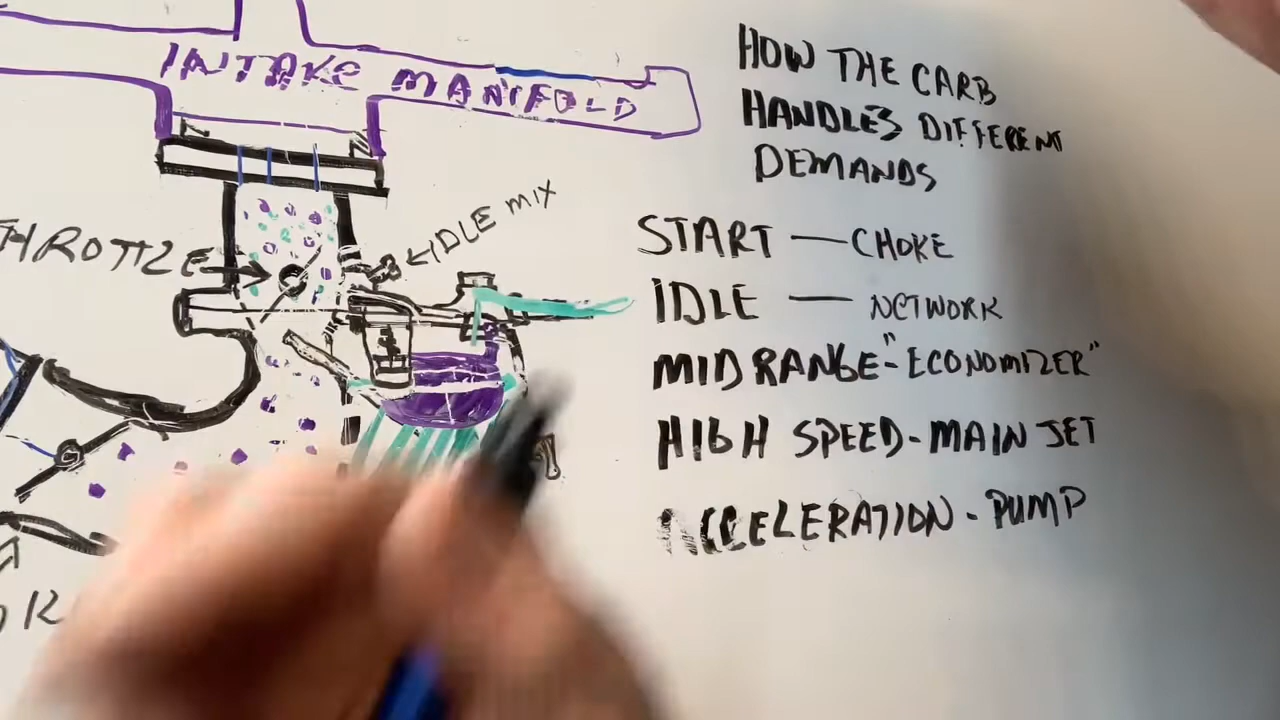 INTAKE MANIFOLD
HOW THE CARB
HANDLES DIFFERENT
DEMANDS
THROTTLE
IDLE MIX
START — CHOKE
IDLE — NETWORK
MIDRANGE - "ECONOMIZER"
HIGH SPEED - MAIN JET
ACCELERATION - PUMP